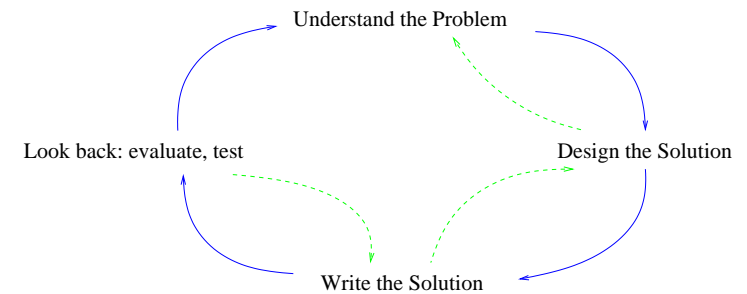 Understand the Problem
Look back: evaluate, test
Design the Solution
Write the Solution